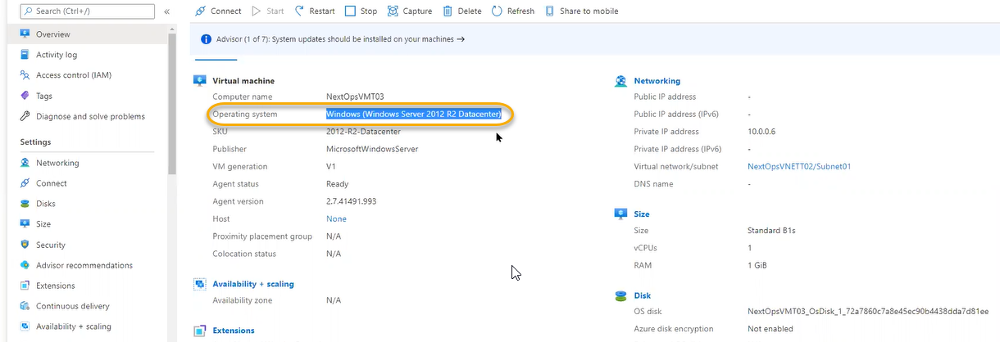 Search (Ctrl+/)
«
Connect
Start
Restart
Stop
Capture
Delete
Refresh
Share to mobile
Overview
Activity log
Access control (IAM)
Tags
Diagnose and solve problems
Settings
Networking
Connect
Disks
Size
Security
Advisor recommendations
Extensions
Continuous delivery
Availability + scaling
Advisor (1 of 7): System updates should be installed on your machines →
Virtual machine
Computer name NextOpsVMT03
Operating system Windows (Windows Server 2012 R2 Datacenter)
SKU 2012-R2-Datacenter
Publisher MicrosoftWindowsServer
VM generation V1
Agent status Ready
Agent version 2.7.41491.993
Host None
Proximity placement group N/A
Colocation status N/A
Availability + scaling
Availability zone N/A
Extensions
Networking
Public IP address -
Public IP address (IPv6) -
Private IP address 10.0.0.6
Private IP address (IPv6) -
Virtual network/subnet NextOpsVNETT02/Subnet01
DNS name -
Size
Size Standard B1s
vCPUs 1
RAM 1 GiB
Disk
OS disk NextOpsVMT03_OsDisk_1_72a7860c7a8e45ec90b4438dda7d81ee
Azure disk encryption Not enabled